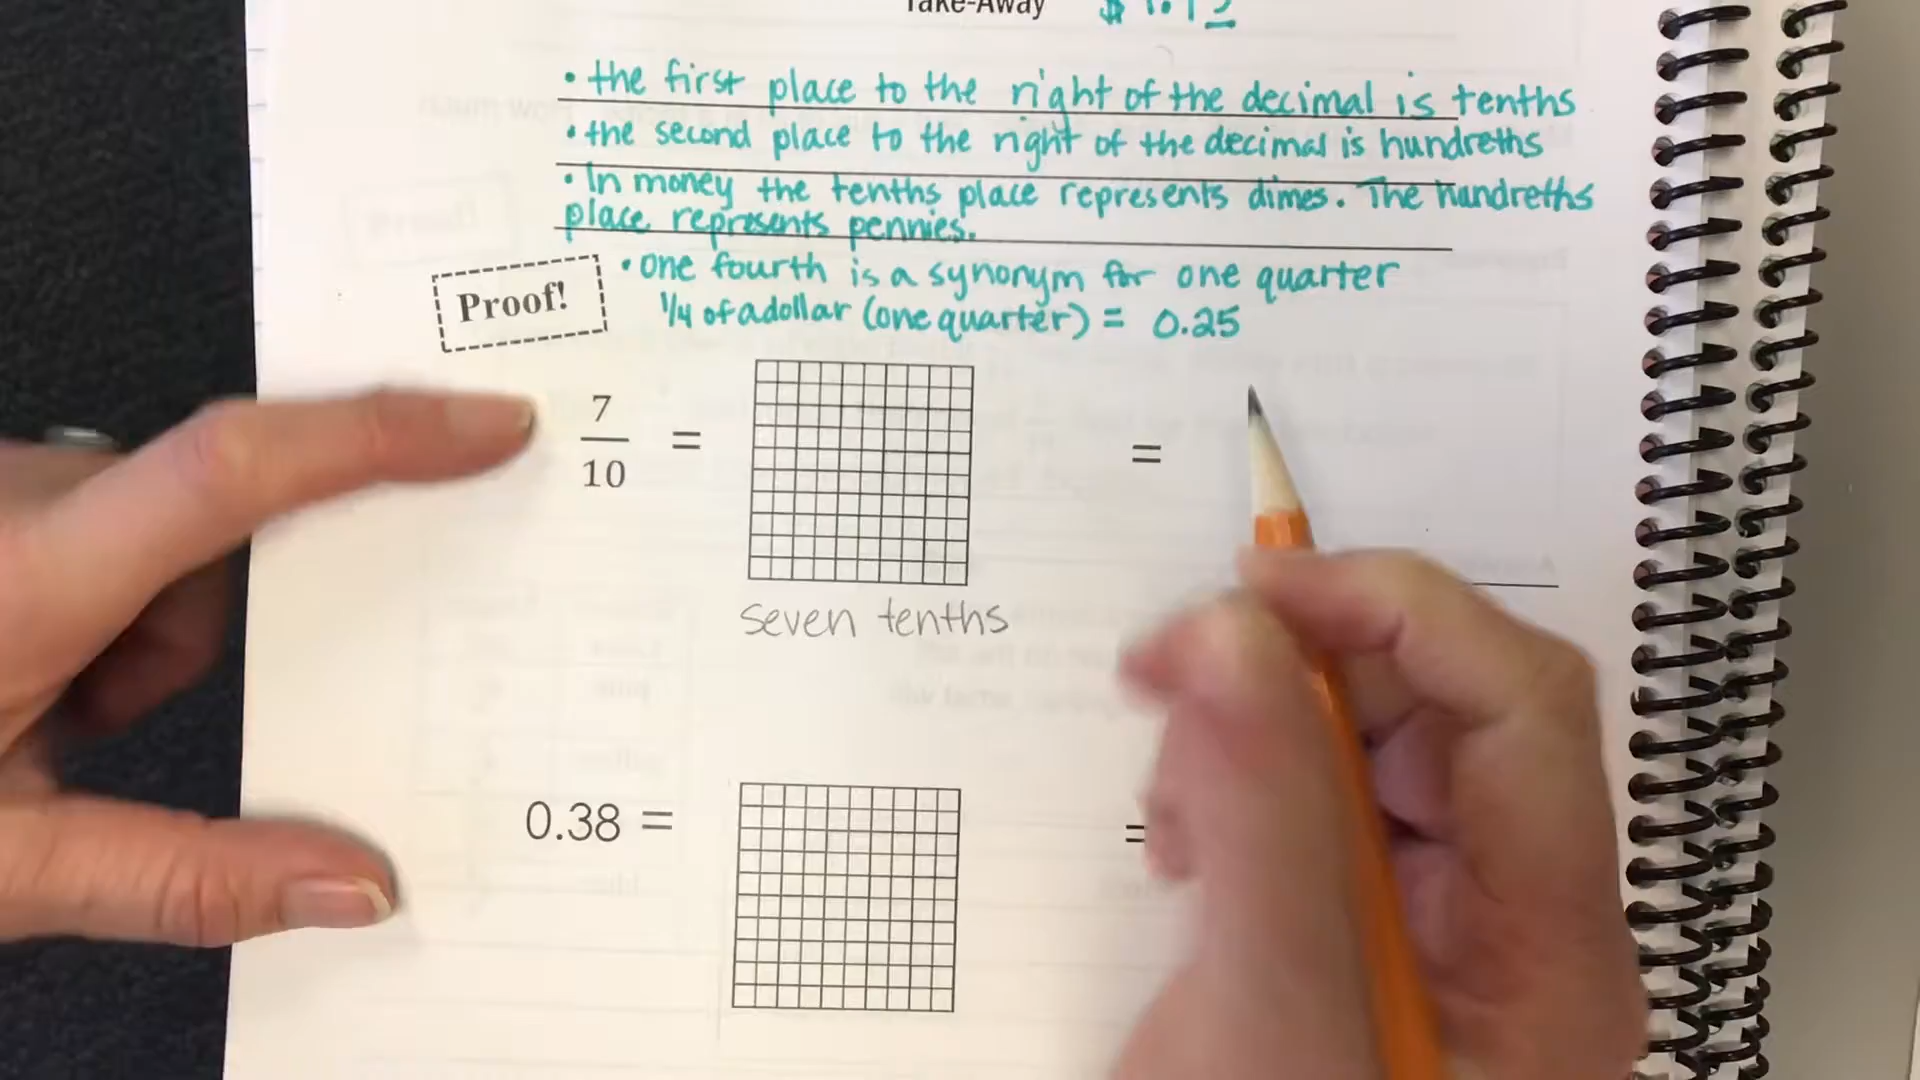 Take-Away
• the first place to the right of the decimal is tenths
• the second place to the right of the decimal is hundreths
• In money the tenths place represents dimes. The hundreths
place represents pennies.
Proof!
• one fourth is a synonym for one quarter
1/4 of a dollar (one quarter) = 0.25
7
10
=
=
seven tenths
0.38 =
=